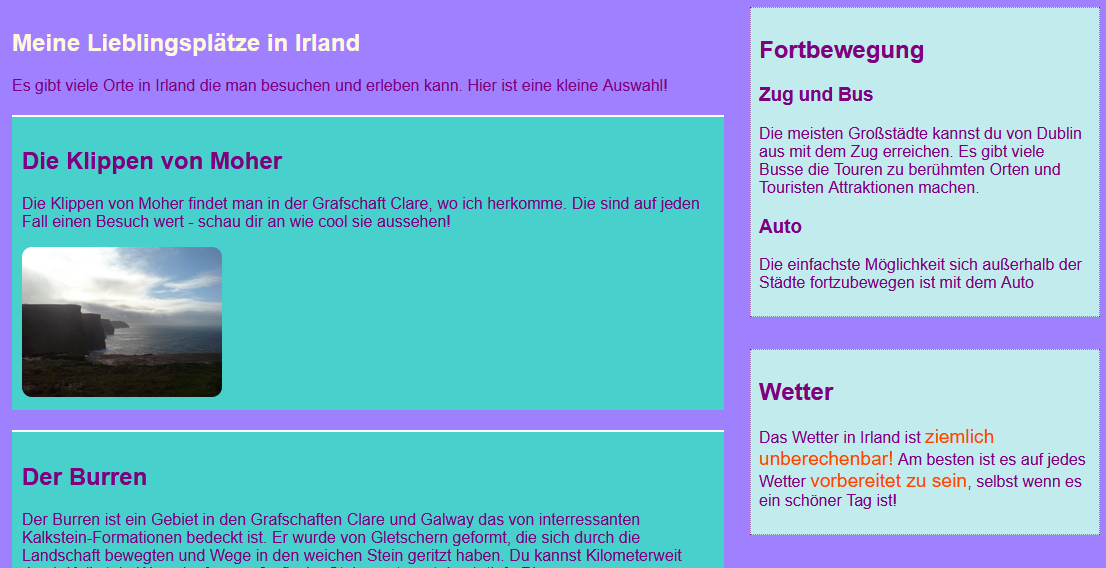 Meine Lieblingsplätze in Irland
Es gibt viele Orte in Irland die man besuchen und erleben kann. Hier ist eine kleine Auswahl!
Die Klippen von Moher
Die Klippen von Moher findet man in der Grafschaft Clare, wo ich herkomme. Die sind auf jeden
Fall einen Besuch wert - schau dir an wie cool sie aussehen!
Der Burren
Der Burren ist ein Gebiet in den Grafschaften Clare und Galway das von interressanten
Kalkstein-Formationen bedeckt ist. Er wurde von Gletschern geformt, die sich durch die
Landschaft bewegten und Wege in den weichen Stein geritzt haben. Du kannst Kilometerweit
Fortbewegung
Zug und Bus
Die meisten Großstädte kannst du von Dublin
aus mit dem Zug erreichen. Es gibt viele
Busse die Touren zu berühmten Orten und
Touristen Attraktionen machen.
Auto
Die einfachste Möglichkeit sich außerhalb der
Städte fortzubewegen ist mit dem Auto
Wetter
Das Wetter in Irland ist ziemlich
unberechenbar! Am besten ist es auf jedes
Wetter vorbereitet zu sein, selbst wenn es
ein schöner Tag ist!